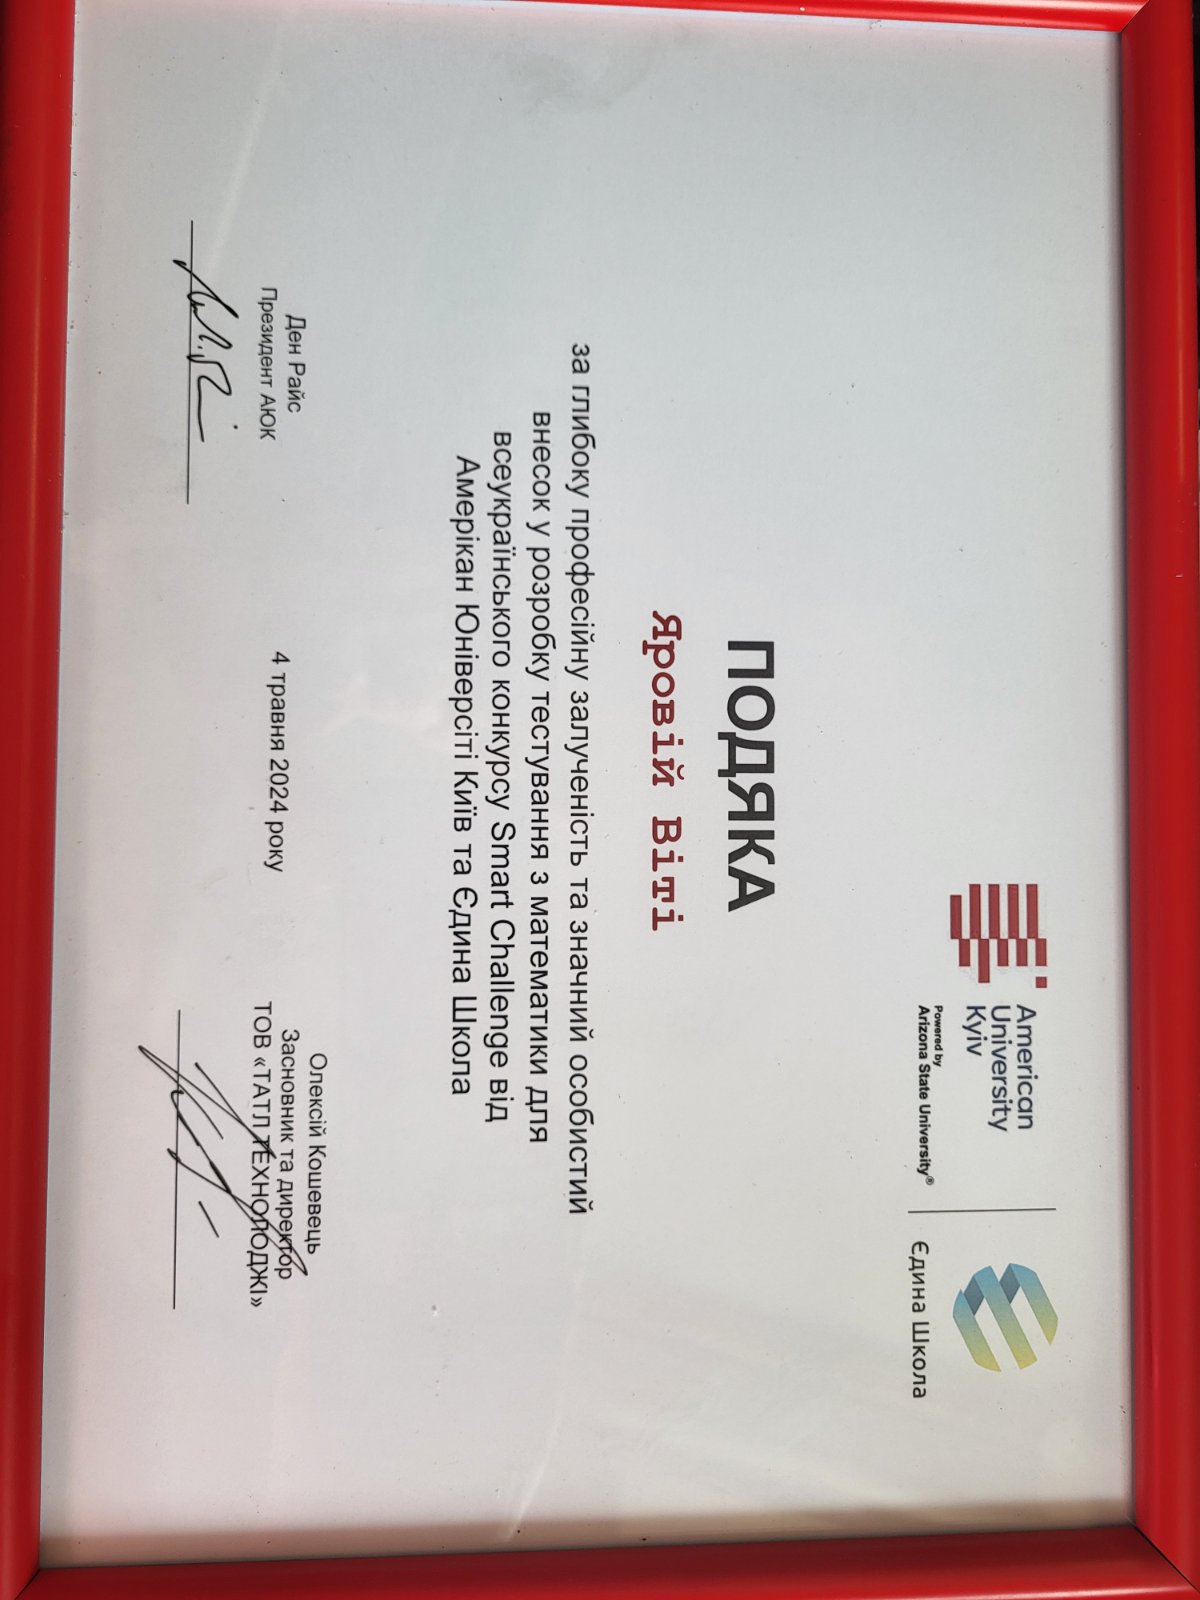 American
University
Kyiv
Powered by
Arizona State University®
Єдина Школа
ПОДЯКА
Яровій Віті
за глибоку професійну залученість та значний особистий
внесок у розробку тестування з математики для
всеукраїнського конкурсу Smart Challenge від
Амерікан Юніверсіті Київ та Єдина Школа
Ден Райс
Президент АЮК
4 травня 2024 року
Олексій Кошевець
Засновник та директор
ТОВ «ТАТЛ ТЕХНОЛОДЖІ»